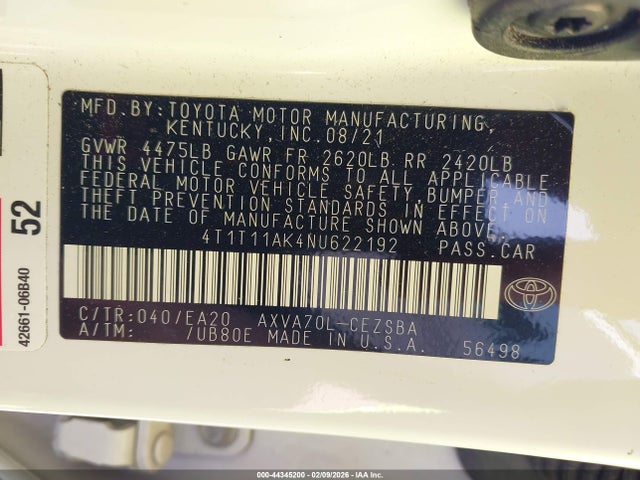 MFD.BY:TOYOTA MOTOR MANUFACTURING,
KENTUCKY,INC.08/21
GVWR 4475LB GAWR FR 2620LB RR 2420LB
THIS VEHICLE CONFORMS TO ALL APPLICABLE
FEDERAL MOTOR VEHICLE SAFETY,BUMPER,AND
THEFT PREVENTION STANDARDS IN EFFECT ON
THE DATE OF MANUFACTURE SHOWN ABOVE.
4T1T11AK4NU622192 PASS.CAR
C/TR:040/EA20 AXVA70L-CEZSBA
A/TM: /UB80E MADE IN U.S.A. 56498
52
42661-06B40
000-44345200 - 02/09/2026 - IAA Inc.